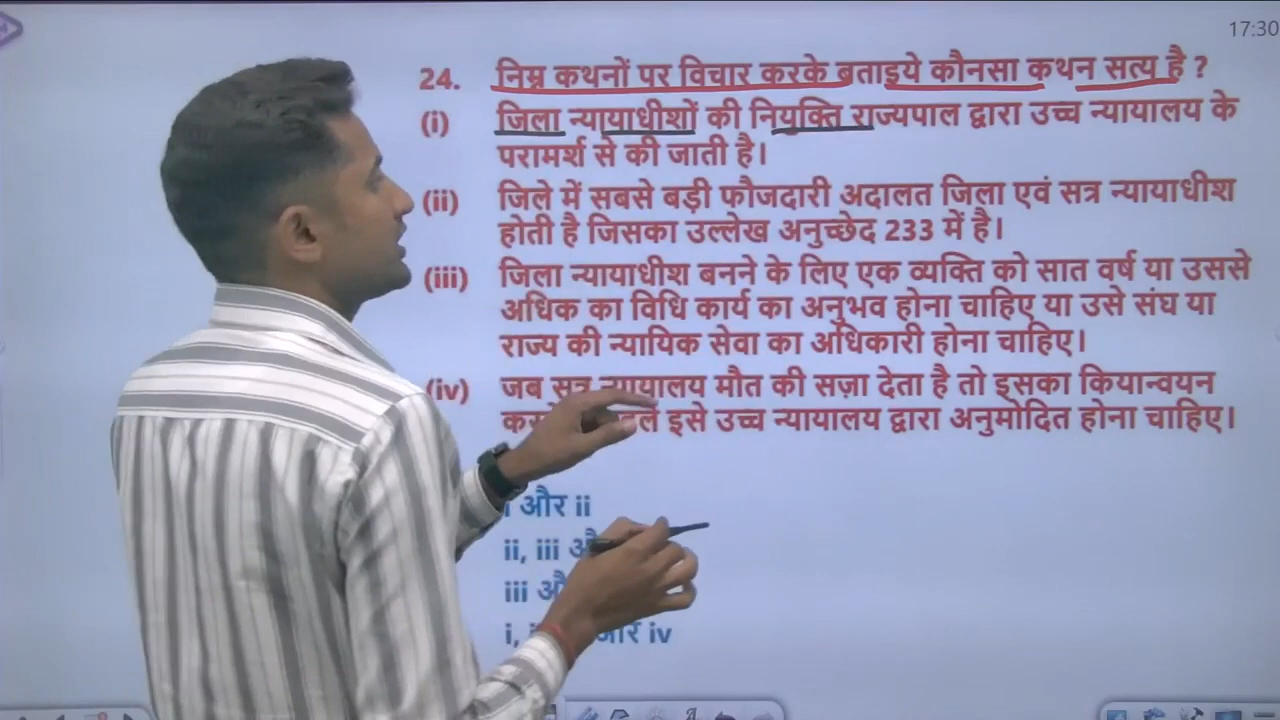 17:30
24. निम्न कथनों पर विचार करके बताइये कौनसा कथन सत्य है ?
(i) जिला न्यायाधीशों की नियुक्ति राज्यपाल द्वारा उच्च न्यायालय के
परामर्श से की जाती है।
(ii) जिले में सबसे बड़ी फौजदारी अदालत जिला एवं सत्र न्यायाधीश
होती है जिसका उल्लेख अनुच्छेद 233 में है।
(iii) जिला न्यायाधीश बनने के लिए एक व्यक्ति को सात वर्ष या उससे
अधिक का विधि कार्य का अनुभव होना चाहिए या उसे संघ या
राज्य की न्यायिक सेवा का अधिकारी होना चाहिए।
(iv) जब सत्र न्यायालय मौत की सज़ा देता है तो इसका कियान्वयन
इसे उच्च न्यायालय द्वारा अनुमोदित होना चाहिए।
i और ii
ii, iii
iii
i, और iv